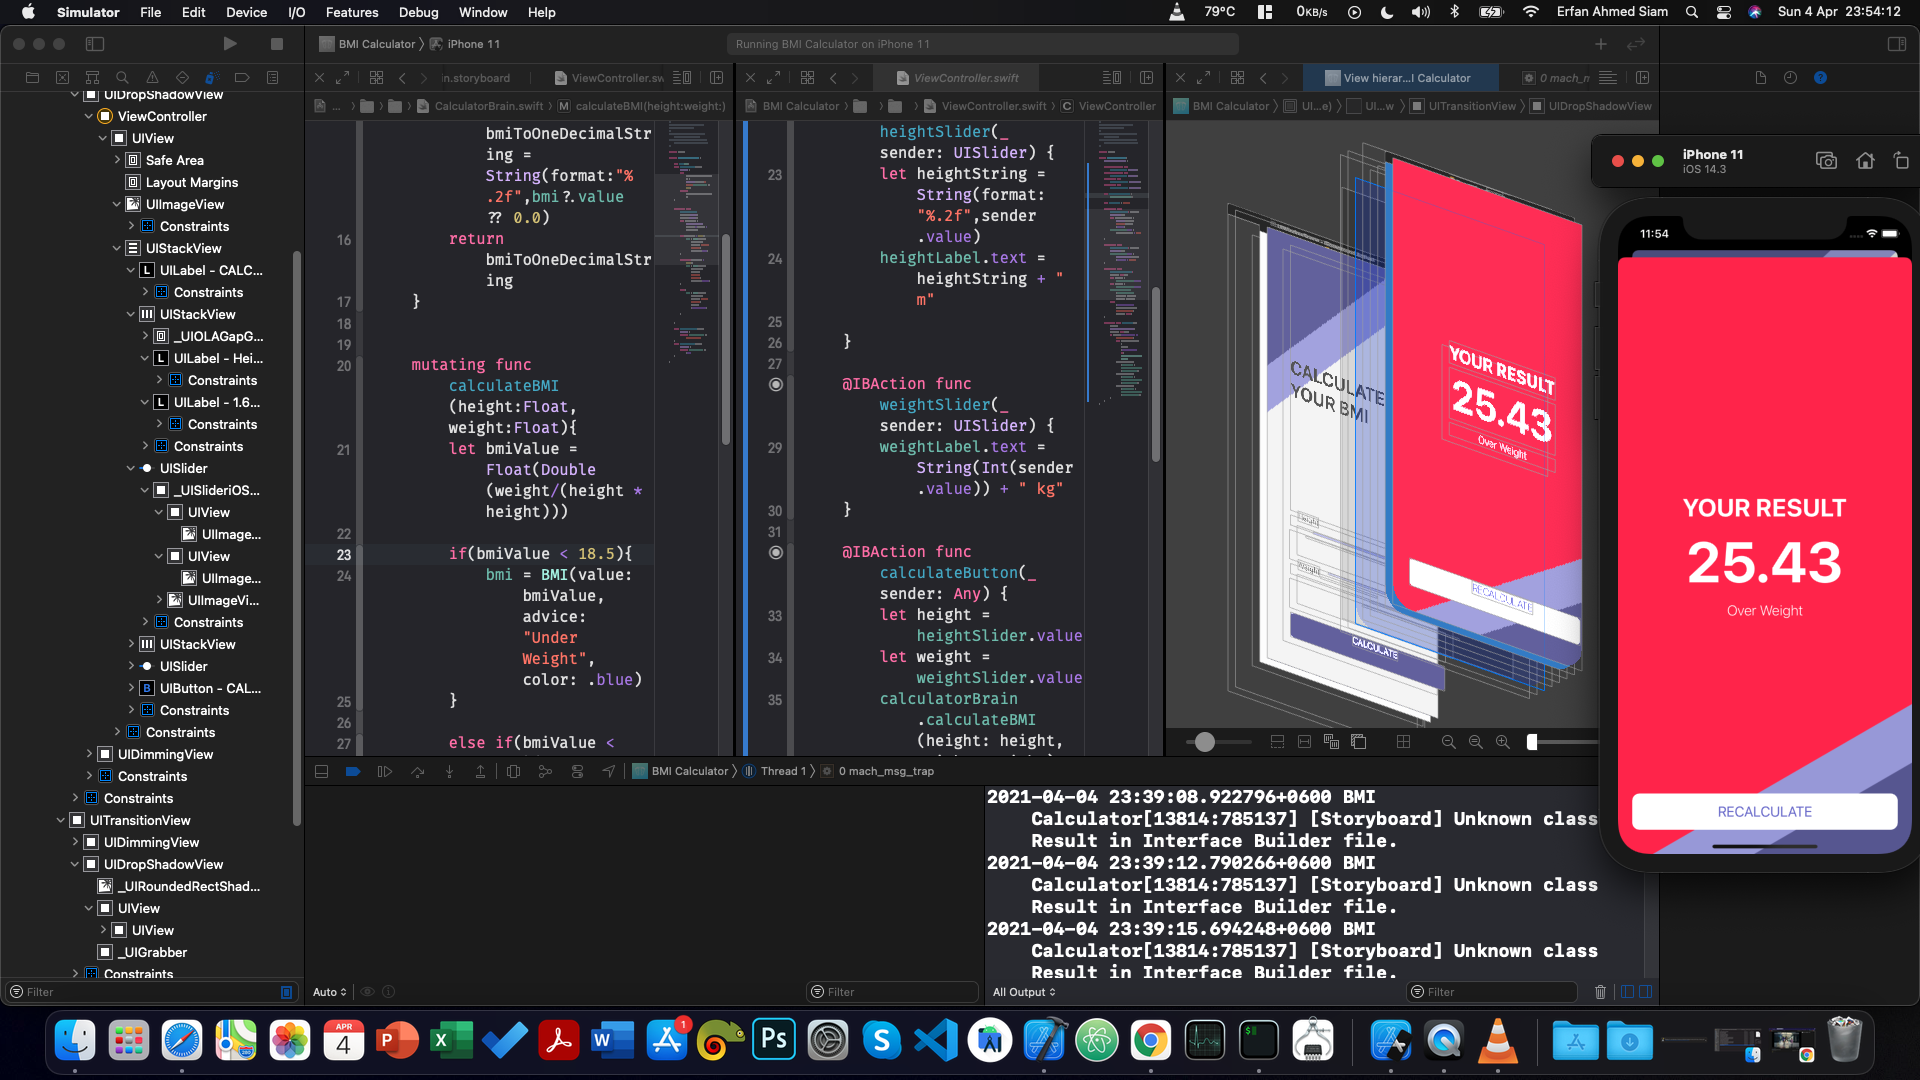 Simulator File Edit Device I/O Features Debug Window Help
79°C 0KB/s Erfan Ahmed Siam Sun 4 Apr 23:54:12
BMI Calculator iPhone 11
Running BMI Calculator on iPhone 11
UIDropShadowView
ViewController
UIView
Safe Area
Layout Margins
UIImageView
Constraints
UIStackView
UILabel - CALC...
Constraints
UIStackView
_UIOLAGapG...
UILabel - Hei...
Constraints
UILabel - 1.6...
Constraints
Constraints
UISlider
_UISlideriOS...
UIView
UIImage...
UIView
UIImage...
UIImageVi...
Constraints
UIStackView
UISlider
UIButton - CAL...
Constraints
Constraints
UIDimmingView
Constraints
Constraints
UITransitionView
UIDimmingView
UIDropShadowView
_UIRoundedRectShad...
UIView
UIView
_UIGrabber
Constraints
Filter
in.storyboard ViewController.sw
... CalculatorBrain.swift M calculateBMI(height:weight:)
bmiToOneDecimalStr
ing =
String(format:"%
.2f",bmi?.value
?? 0.0)
16 return
bmiToOneDecimalStr
ing
17 }
18
19
20 mutating func
calculateBMI
(height:Float,
weight:Float){
21 let bmiValue =
Float(Double
(weight/(height *
height)))
22
23 if(bmiValue < 18.5){
24 bmi = BMI(value:
bmiValue,
advice:
"Under
Weight",
color: .blue)
25 }
26
27 else if(bmiValue <
ViewController.swift
BMI Calculator ViewController.swift C ViewController
heightSlider(_
sender: UISlider) {
23 let heightString =
String(format:
"%.2f",sender
.value)
24 heightLabel.text =
heightString + "
m"
25
26 }
27
@IBAction func
weightSlider(_
sender: UISlider) {
29 weightLabel.text =
String(Int(sender
.value)) + " kg"
30 }
31
@IBAction func
calculateButton(_
sender: Any) {
33 let height =
heightSlider.value
34 let weight =
weightSlider.value
35 calculatorBrain
.calculateBMI
(height: height,
View hierar...l Calculator 0 mach_m
BMI Calculator UI...e) U...w UITransitionView UIDropShadowView
CALCULATE
YOUR BMI
Height
Weight
CALCULATE
YOUR RESULT
25.43
Over Weight
RECALCULATE
iPhone 11
iOS 14.3
11:54
YOUR RESULT
25.43
Over Weight
RECALCULATE
BMI Calculator Thread 1 0 mach_msg_trap
2021-04-04 23:39:08.922796+0600 BMI
Calculator[13814:785137] [Storyboard] Unknown class
Result in Interface Builder file.
2021-04-04 23:39:12.790266+0600 BMI
Calculator[13814:785137] [Storyboard] Unknown class
Result in Interface Builder file.
2021-04-04 23:39:15.694248+0600 BMI
Calculator[13814:785137] [Storyboard] Unknown class
Result in Interface Builder file.
Auto Filter All Output Filter
APR
4
1
Ps